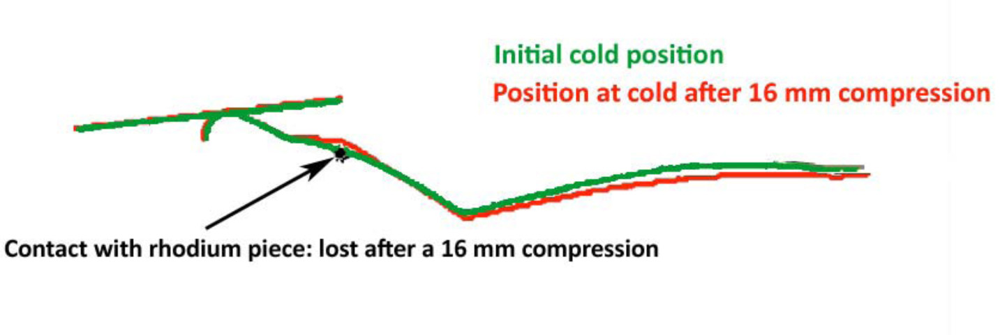 Initial cold position
Position at cold after 16 mm compression
Contact with rhodium piece: lost after a 16 mm compression